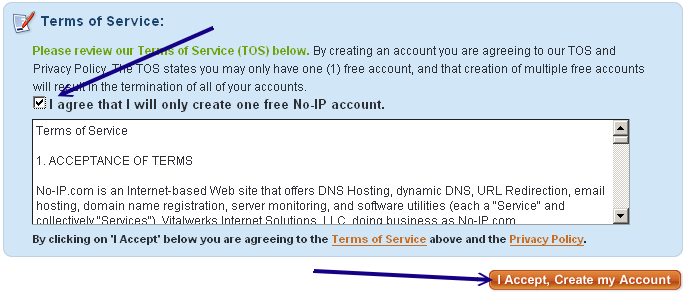 Terms of Service:
Please review our Terms of Service (TOS) below. By creating an account you are agreeing to our TOS and
Privacy Policy. The TOS states you may only have one (1) free account, and that creation of multiple free accounts
will result in the termination of all of your accounts.
I agree that I will only create one free No-IP account.
Terms of Service
1. ACCEPTANCE OF TERMS
No-IP.com is an Internet-based Web site that offers DNS Hosting, dynamic DNS, URL Redirection, email
hosting, domain name registration, server monitoring, and software utilities (each a "Service" and
collectively "Services"). Vitalwerks Internet Solutions, LLC, doing business as No-IP.com
By clicking on 'I Accept' below you are agreeing to the Terms of Service above and the Privacy Policy.
I Accept, Create my Account